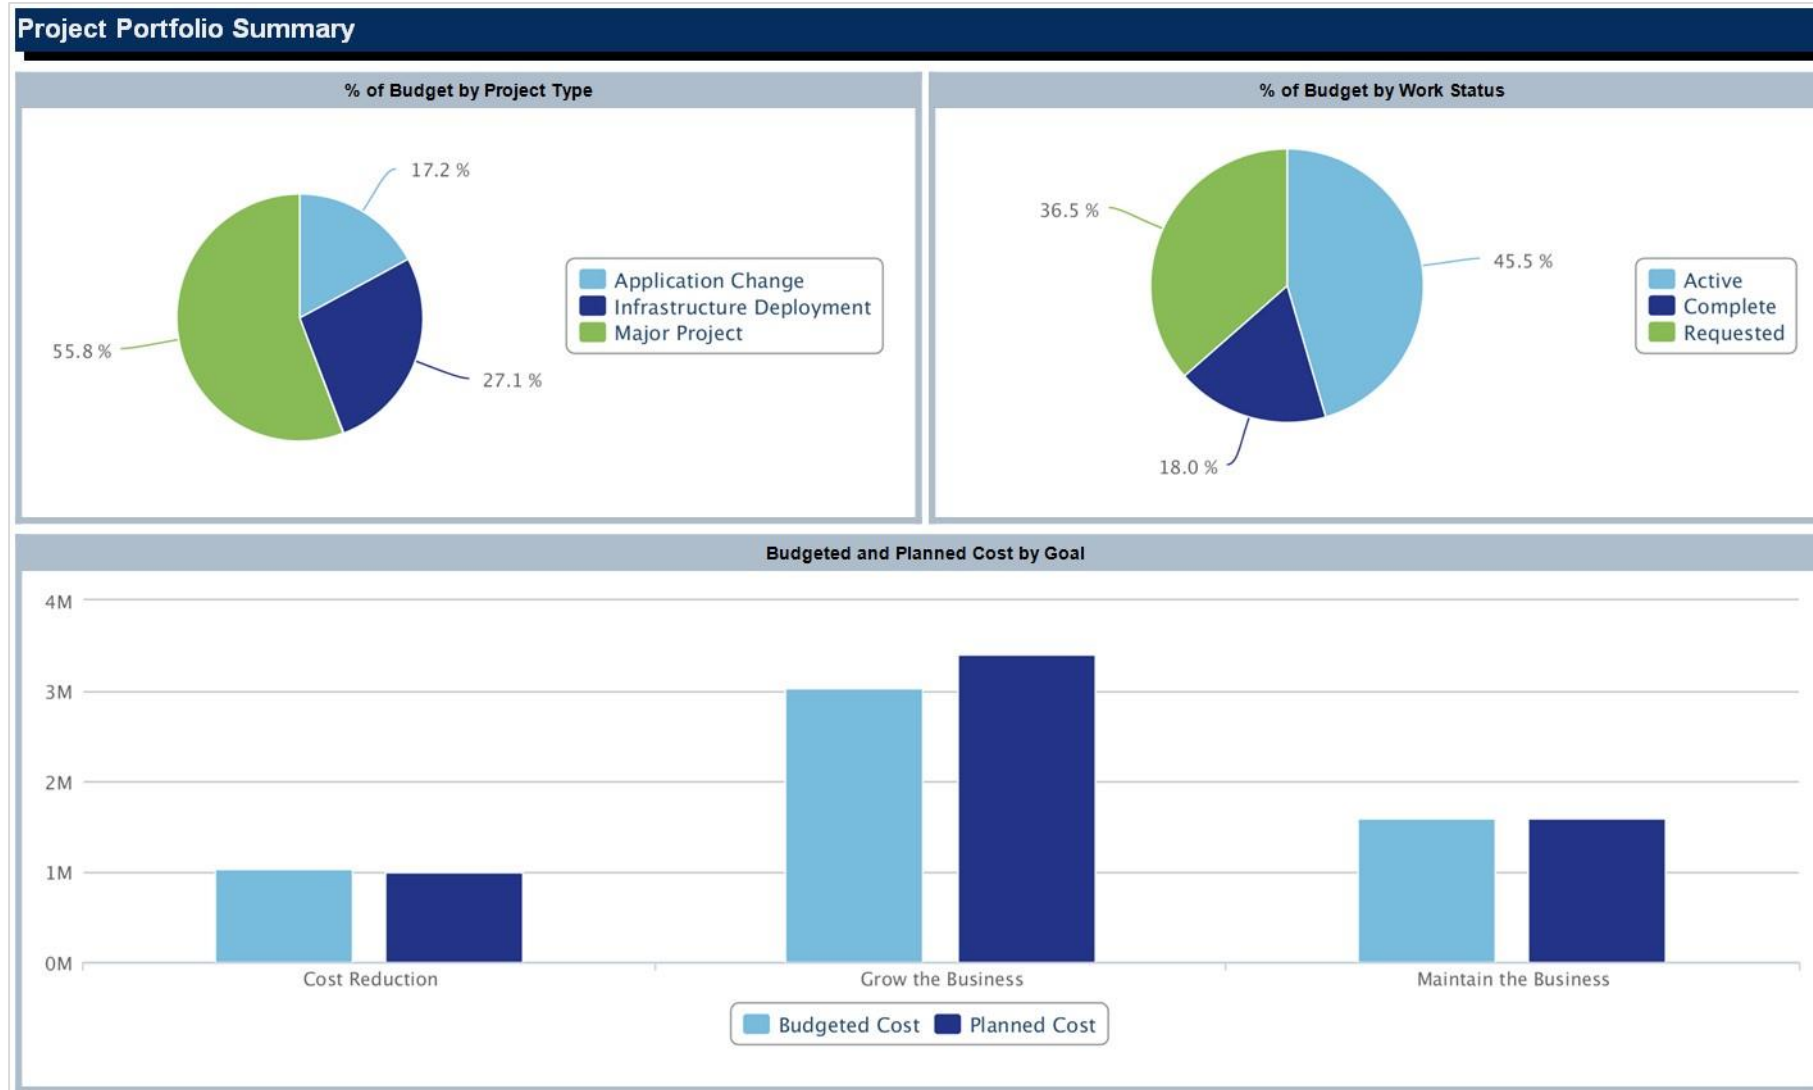 Project Portfolio Summary
% of Budget by Project Type
17.2 %
55.8 %
27.1 %
Application Change
Infrastructure Deployment
Major Project
% of Budget by Work Status
36.5 %
45.5 %
18.0 %
Active
Complete
Requested
Budgeted and Planned Cost by Goal
4M
3M
2M
1M
0M
Cost Reduction
Grow the Business
Maintain the Business
Budgeted Cost
Planned Cost